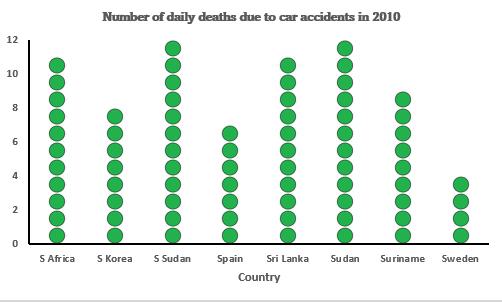 Number of daily deaths due to car accidents in 2010
12
10
8
6
4
2
0
S Africa S Korea S Sudan Spain Sri Lanka Sudan Suriname Sweden
Country